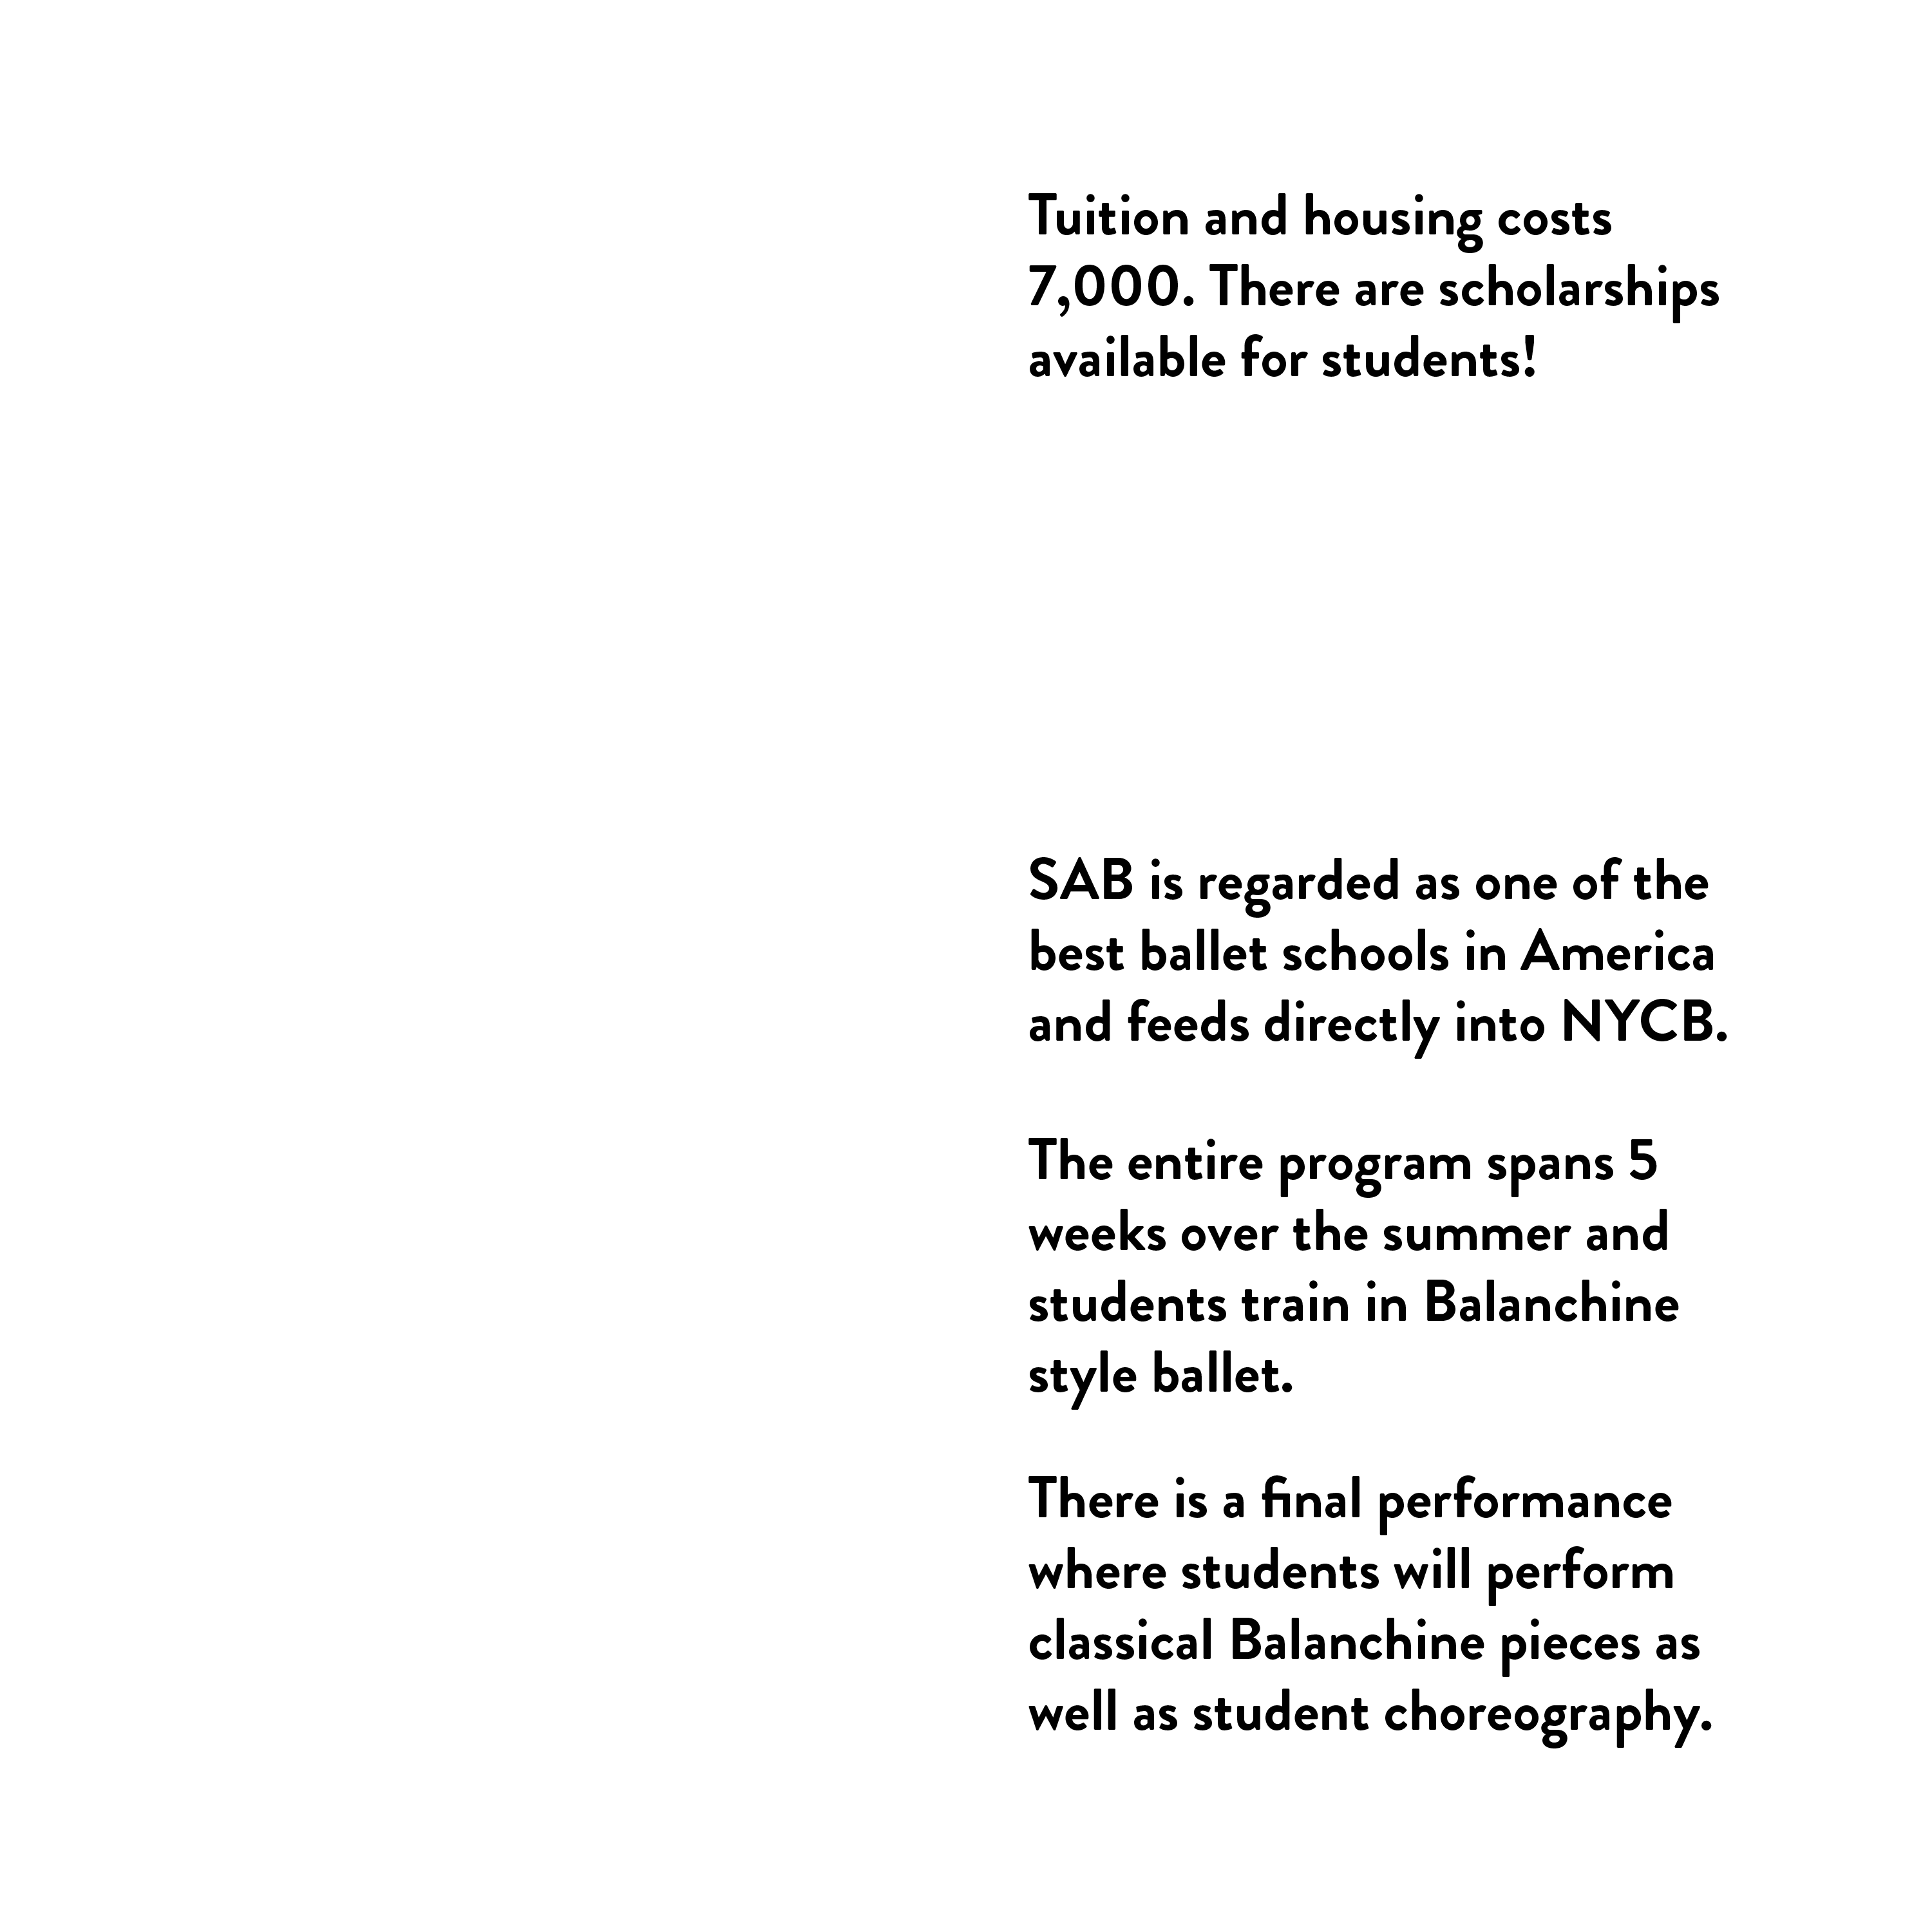 Tuition and housing costs
7,000. There are scholarships
available for students!
SAB is regarded as one of the
best ballet schools in America
and feeds directly into NYCB.
The entire program spans 5
weeks over the summer and
students train in Balanchine
style ballet.
There is a final performance
where students will perform
classical Balanchine pieces as
well as student choreography.